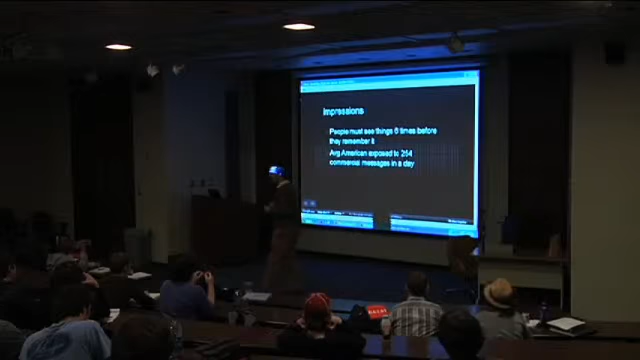 Impressions
People must see things 6 times before
they remember it
Avg American exposed to 254
commercial messages in a day